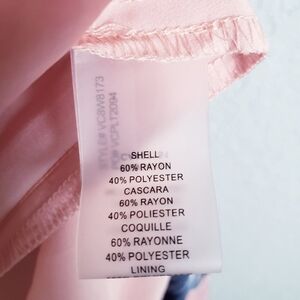 SHELL
60% RAYON
40% POLYESTER
CASCARA
60% RAYON
40% POLIESTER
COQUILLE
60% RAYONNE
40% POLYESTER
LINING